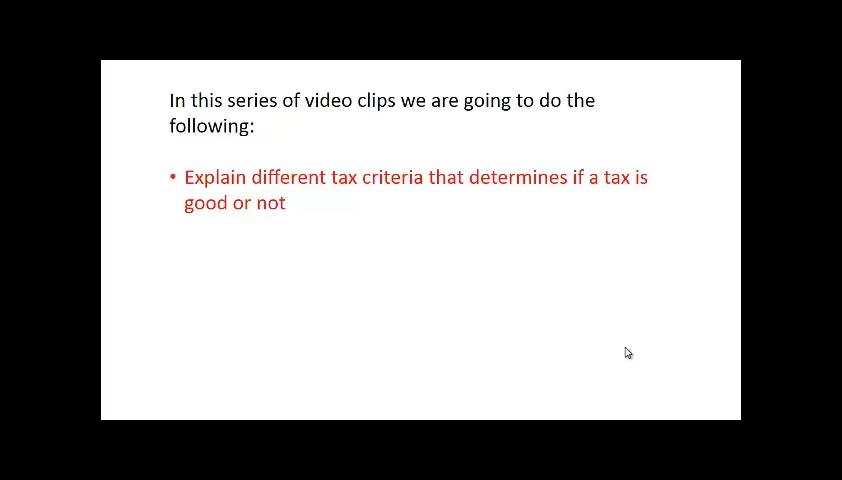 In this series of video clips we are going to do the
following:
• Explain different tax criteria that determines if a tax is
good or not